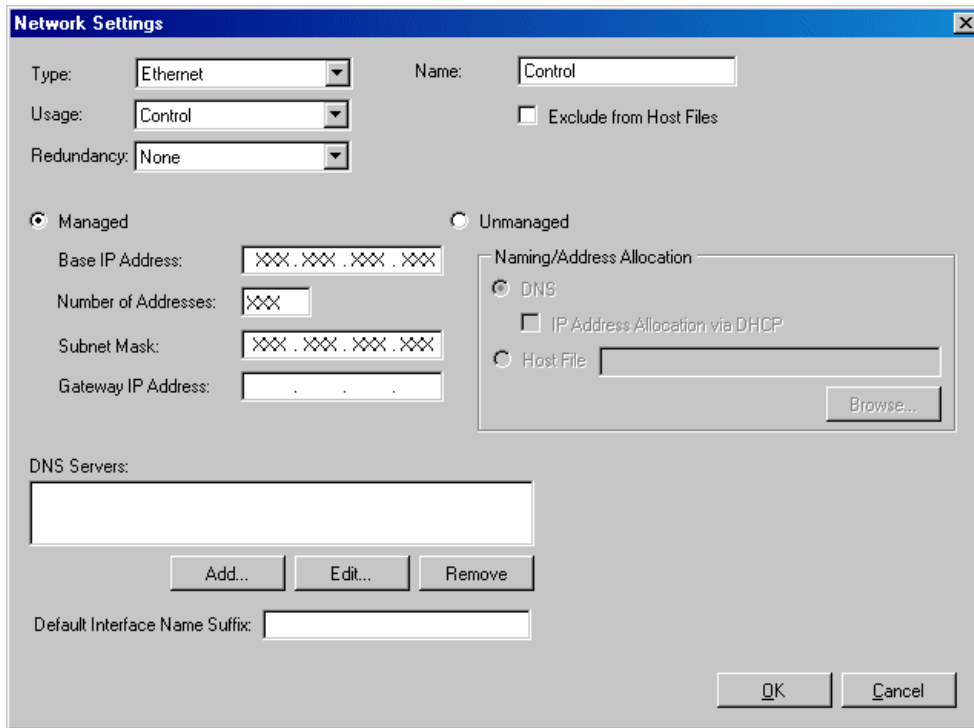 Network Settings
Type: Ethernet Name: Control
Usage: Control Exclude from Host Files
Redundancy: None
Managed Unmanaged
Base IP Address: XXX . XXX . XXX . XXX Naming/Address Allocation
DNS
Number of Addresses: XXX
IP Address Allocation via DHCP
Subnet Mask: XXX . XXX . XXX . XXX
Host File
Gateway IP Address: . . .
Browse...
DNS Servers:
Add... Edit... Remove
Default Interface Name Suffix:
OK Cancel